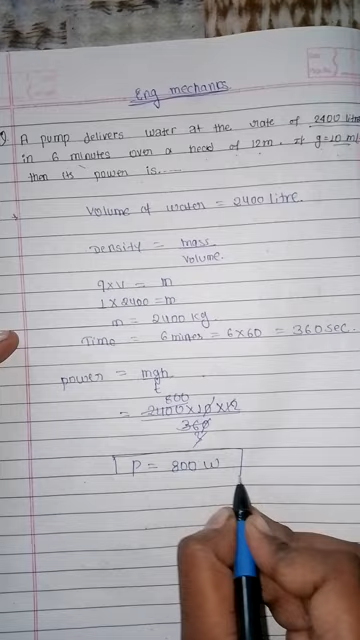 Eng mechanics
Q A pump delivers water at the rate of 2400 litre
in 6 minutes over a head of 12m. If g=10 m/
then its power is.....
Volume of water = 2400 litre.
Density = mass
volume.
ρ×V = m
1 × 2400 = m
m = 2400 kg
Time = 6 mines = 6×60 = 360 sec.
power = mgh
t
800
= 2400×10×12
360
P = 800 W